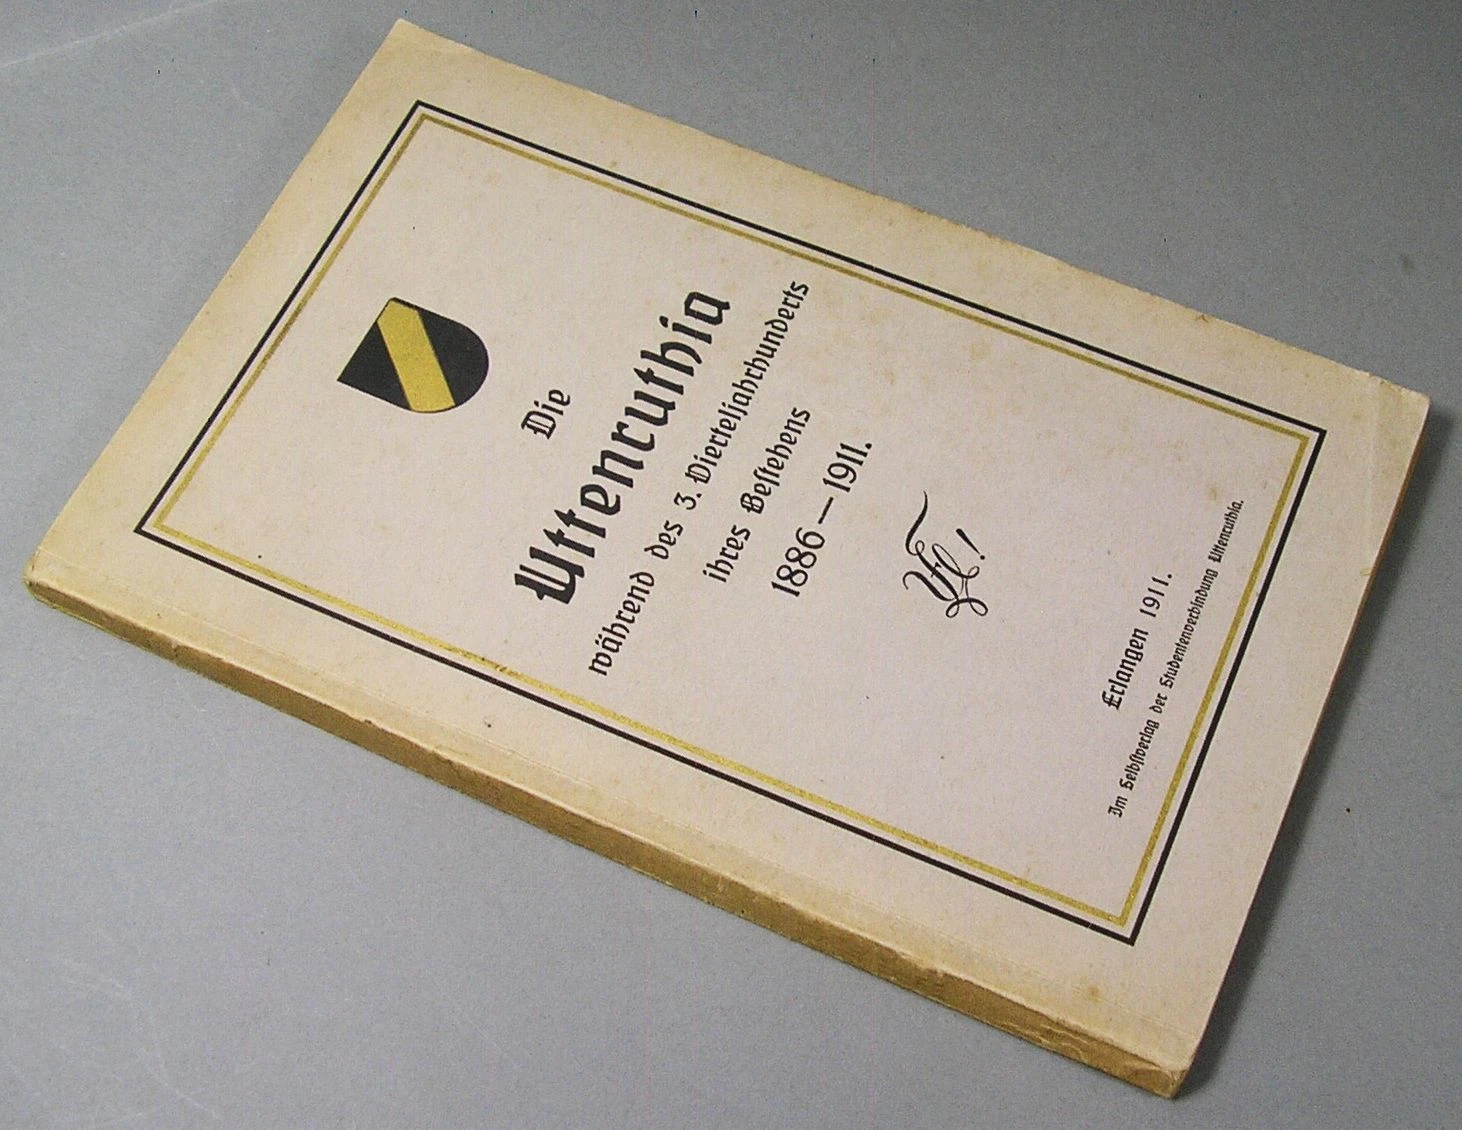 Die
Uttenruthia
während des 3. Vierteljahrhunderts
ihres Bestehens
1886—1911.
Erlangen 1911.
Im Selbstverlag der Studentenverbindung Uttenruthia.